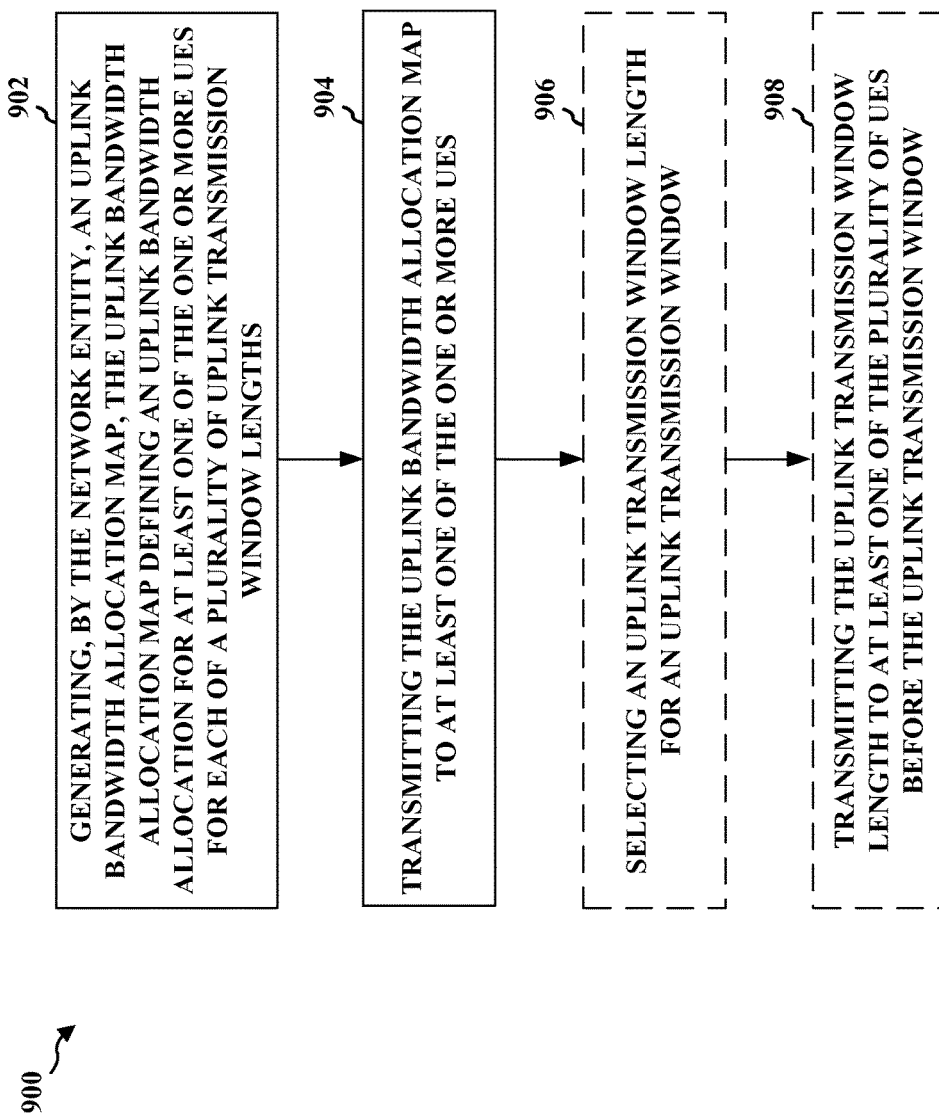 900
902
GENERATING, BY THE NETWORK ENTITY, AN UPLINK
BANDWIDTH ALLOCATION MAP, THE UPLINK BANDWIDTH
ALLOCATION MAP DEFINING AN UPLINK BANDWIDTH
ALLOCATION FOR AT LEAST ONE OF THE ONE OR MORE UES
FOR EACH OF A PLURALITY OF UPLINK TRANSMISSION
WINDOW LENGTHS
904
TRANSMITTING THE UPLINK BANDWIDTH ALLOCATION MAP
TO AT LEAST ONE OF THE ONE OR MORE UES
906
SELECTING AN UPLINK TRANSMISSION WINDOW LENGTH
FOR AN UPLINK TRANSMISSION WINDOW
908
TRANSMITTING THE UPLINK TRANSMISSION WINDOW
LENGTH TO AT LEAST ONE OF THE PLURALITY OF UES
BEFORE THE UPLINK TRANSMISSION WINDOW